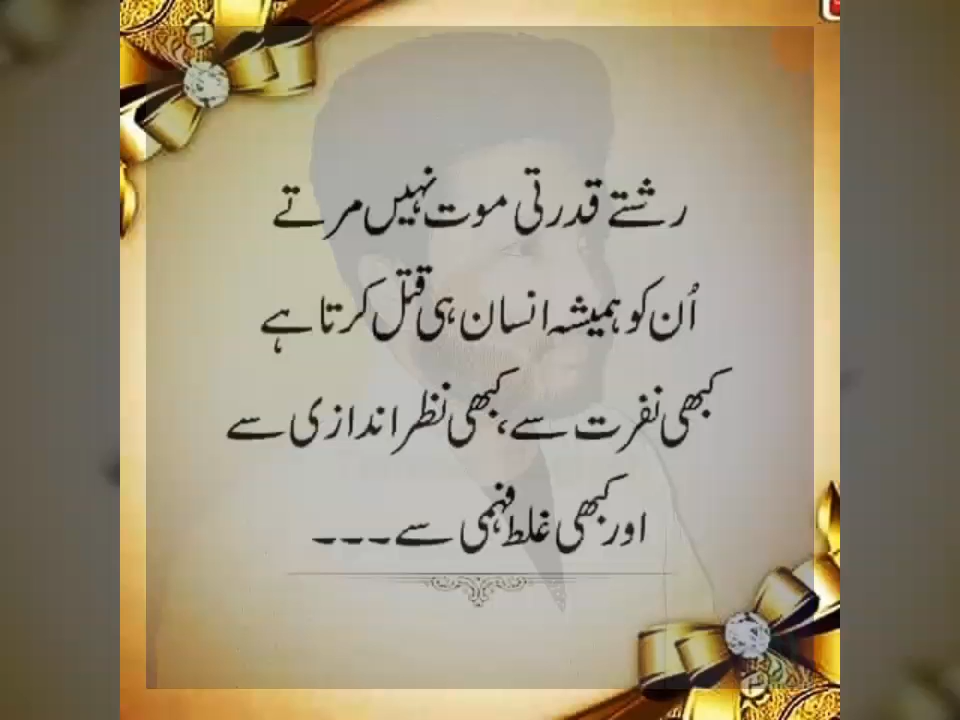 رشتے قدرتی موت نہیں مرتے
اُن کو ہمیشہ انسان ہی قتل کرتا ہے
کبھی نفرت سے، کبھی نظر اندازی سے
اور کبھی غلط فہمی سے ۔۔۔